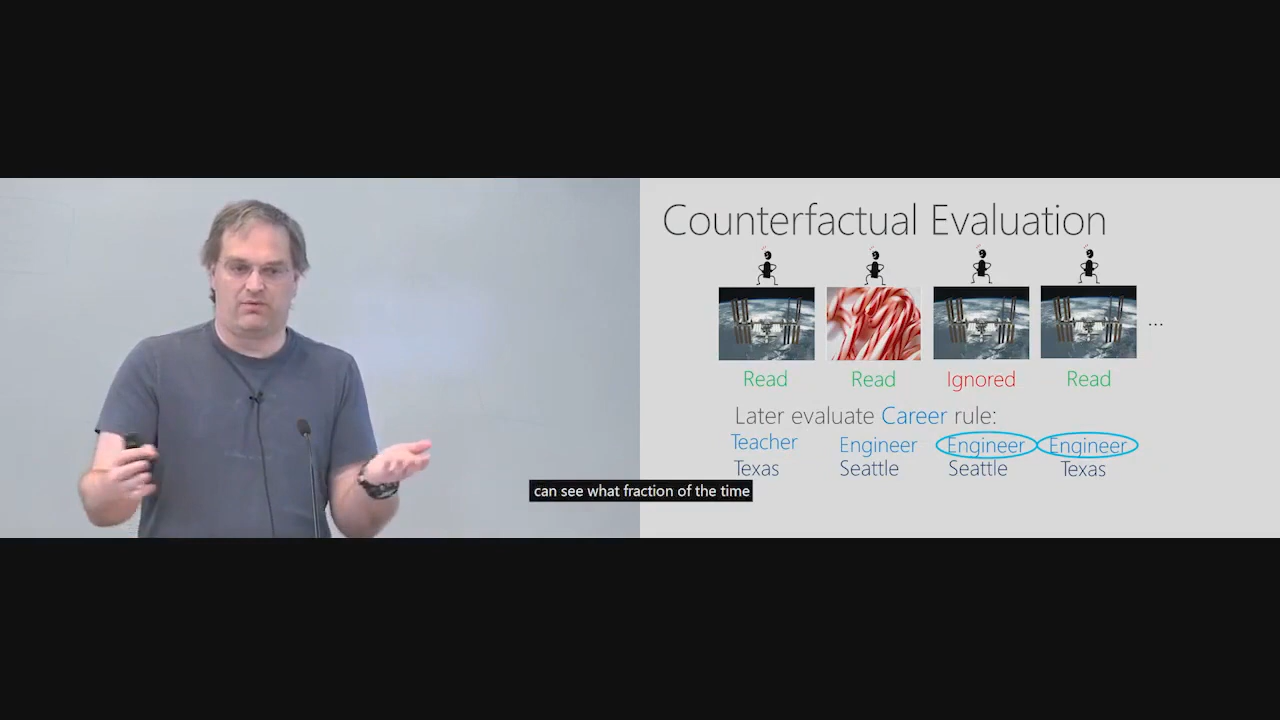 Counterfactual Evaluation
...
Read Read Ignored Read
Later evaluate Career rule:
Teacher Engineer Engineer Engineer
Texas Seattle Seattle Texas
can see what fraction of the time